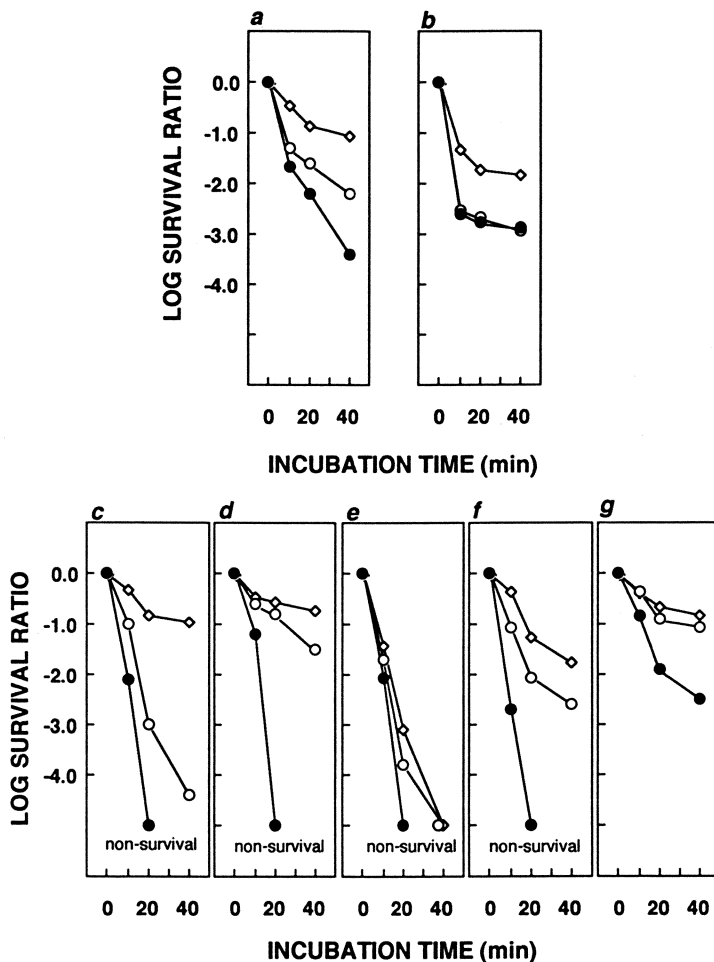 a
b
LOG SURVIVAL RATIO
0.0
-1.0
-2.0
-3.0
-4.0
0 20 40
0 20 40
INCUBATION TIME (min)
c
d
e
f
g
LOG SURVIVAL RATIO
0.0
-1.0
-2.0
-3.0
-4.0
non-survival
non-survival
non-survival
non-survival
0 20 40
0 20 40
0 20 40
0 20 40
0 20 40
INCUBATION TIME (min)